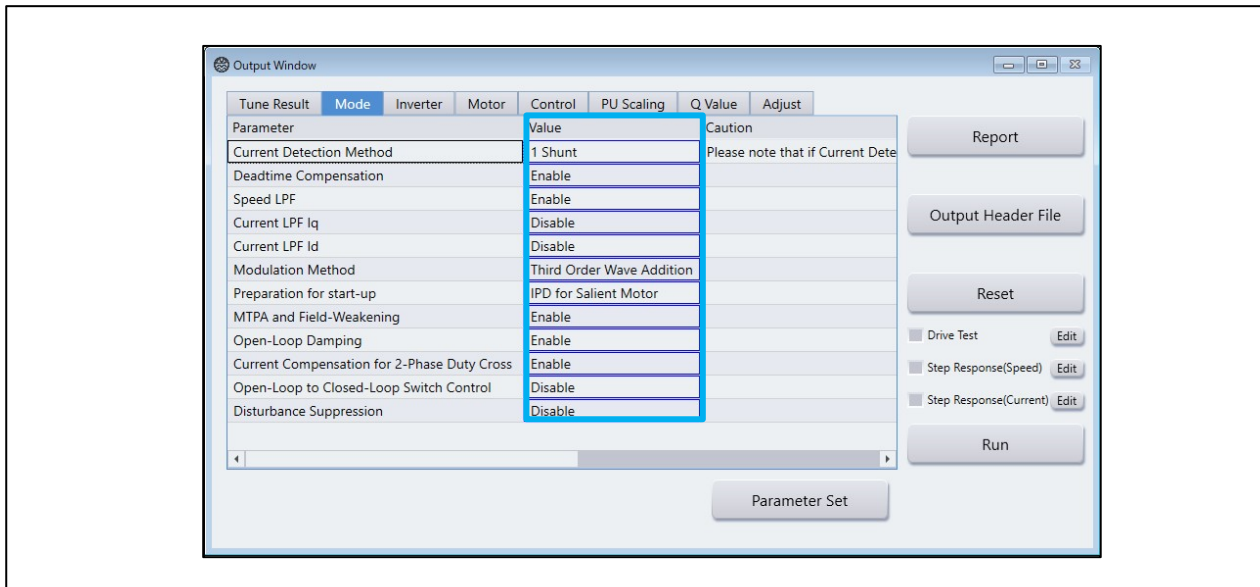 Output Window
Tune Result Mode Inverter Motor Control PU Scaling Q Value Adjust
Parameter Value Caution
Current Detection Method 1 Shunt Please note that if Current Dete
Deadtime Compensation Enable
Speed LPF Enable
Current LPF Iq Disable
Current LPF Id Disable
Modulation Method Third Order Wave Addition
Preparation for start-up IPD for Salient Motor
MTPA and Field-Weakening Enable
Open-Loop Damping Enable
Current Compensation for 2-Phase Duty Cross Enable
Open-Loop to Closed-Loop Switch Control Disable
Disturbance Suppression Disable
Report
Output Header File
Reset
Drive Test Edit
Step Response(Speed) Edit
Step Response(Current) Edit
Run
Parameter Set